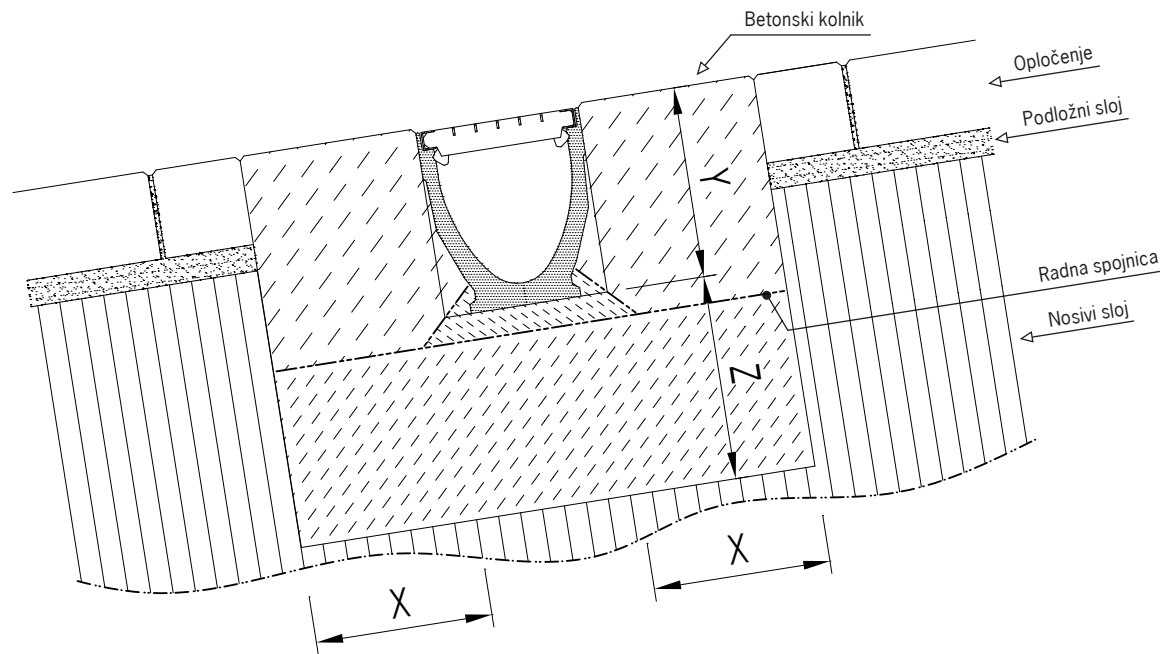 Betonski kolnik
Opločenje
Podložni sloj
Y
Radna spojnica
Nosivi sloj
Z
X
X